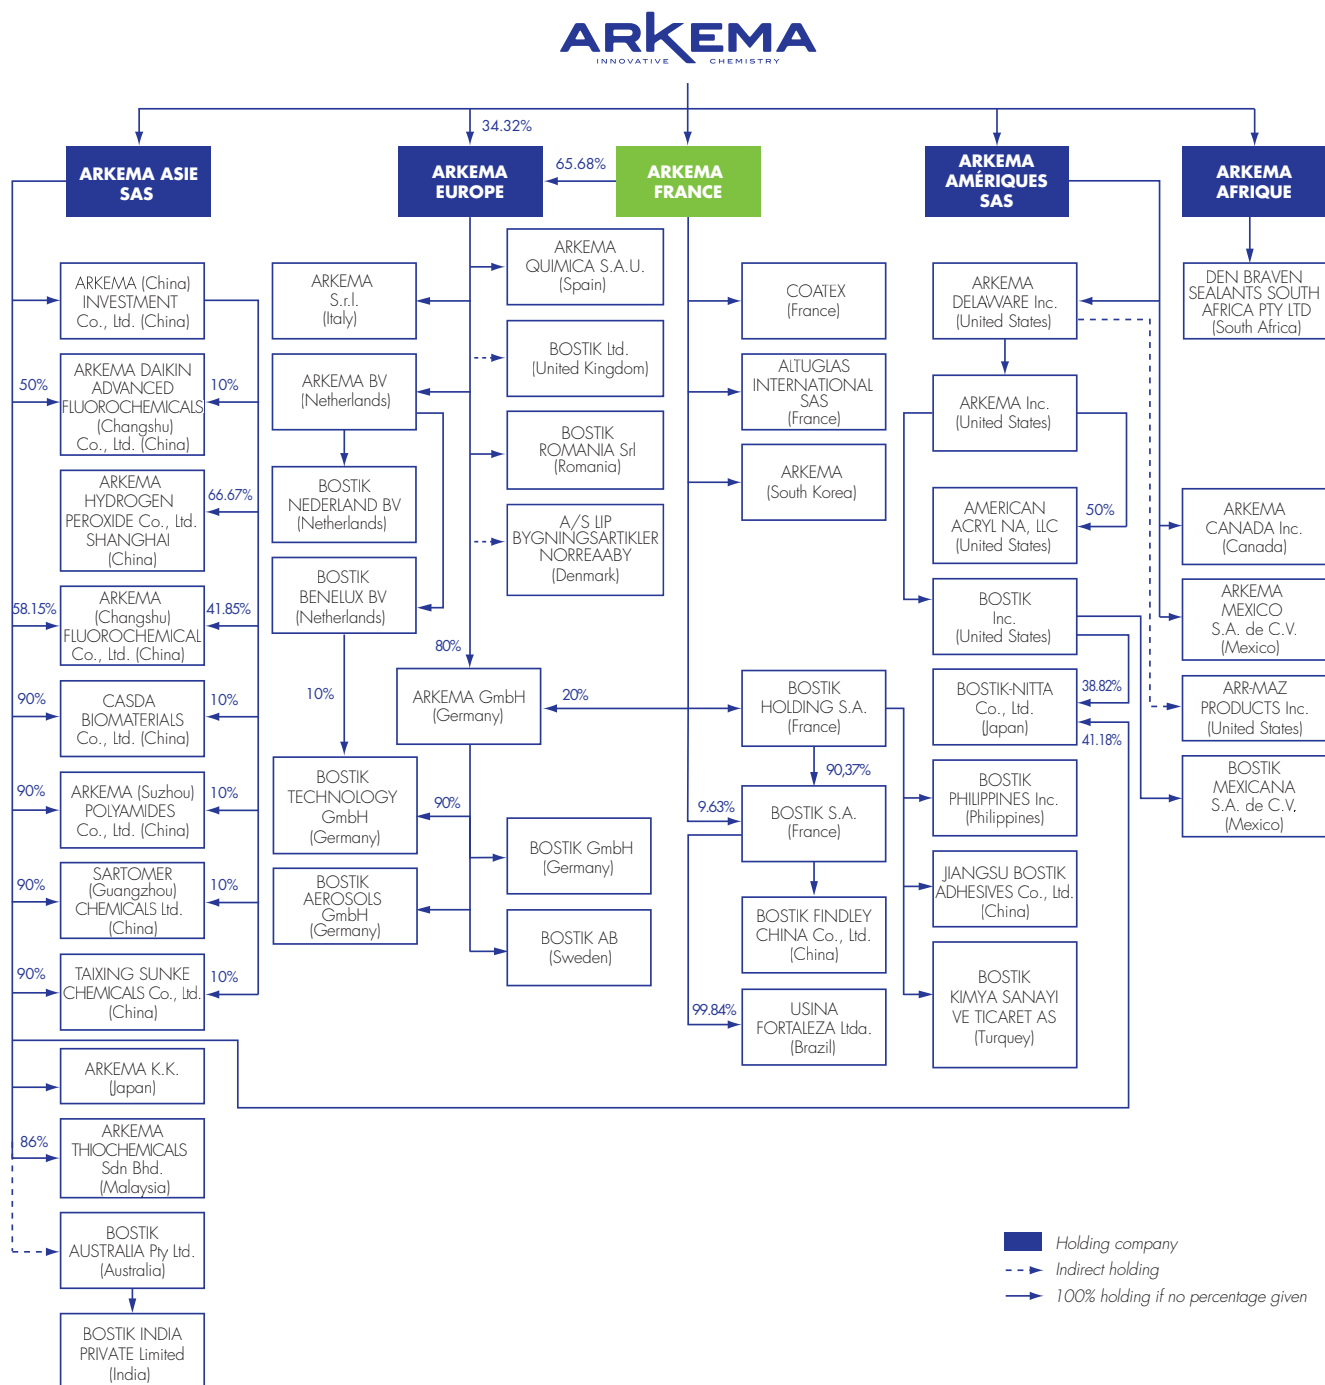 ARKEMA
INNOVATIVE CHEMISTRY
34.32%
65.68%
ARKEMA ASIE
SAS
ARKEMA
EUROPE
ARKEMA
FRANCE
ARKEMA
AMÉRIQUES
SAS
ARKEMA
AFRIQUE
ARKEMA (China)
INVESTMENT
Co., Ltd. (China)
50%
ARKEMA DAIKIN
ADVANCED
FLUOROCHEMICALS
(Changshu)
Co., Ltd. (China)
10%
ARKEMA
HYDROGEN
PEROXIDE Co., Ltd.
SHANGHAI
(China)
66.67%
58.15%
ARKEMA
(Changshu)
FLUOROCHEMICAL
Co., Ltd. (China)
41.85%
90%
CASDA
BIOMATERIALS
Co., Ltd. (China)
10%
90%
ARKEMA (Suzhou)
POLYAMIDES
Co., Ltd. (China)
10%
90%
SARTOMER
(Guangzhou)
CHEMICALS Ltd.
(China)
10%
90%
TAIXING SUNKE
CHEMICALS Co., Ltd.
(China)
10%
ARKEMA K.K.
(Japan)
86%
ARKEMA
THIOCHEMICALS
Sdn Bhd.
(Malaysia)
BOSTIK
AUSTRALIA Pty Ltd.
(Australia)
BOSTIK INDIA
PRIVATE Limited
(India)
ARKEMA
S.r.l.
(Italy)
ARKEMA BV
(Netherlands)
BOSTIK
NEDERLAND BV
(Netherlands)
BOSTIK
BENELUX BV
(Netherlands)
10%
BOSTIK
TECHNOLOGY
GmbH
(Germany)
90%
BOSTIK
AEROSOLS
GmbH
(Germany)
ARKEMA
QUIMICA S.A.U.
(Spain)
BOSTIK Ltd.
(United Kingdom)
BOSTIK
ROMANIA Srl
(Romania)
A/S LIP
BYGNINGSARTIKLER
NORREAABY
(Denmark)
80%
ARKEMA GmbH
(Germany)
20%
BOSTIK GmbH
(Germany)
BOSTIK AB
(Sweden)
COATEX
(France)
ALTUGLAS
INTERNATIONAL
SAS
(France)
ARKEMA
(South Korea)
BOSTIK
HOLDING S.A.
(France)
90,37%
9.63%
BOSTIK S.A.
(France)
BOSTIK FINDLEY
CHINA Co., Ltd.
(China)
99.84%
USINA
FORTALEZA Ltda.
(Brazil)
ARKEMA
DELAWARE Inc.
(United States)
ARKEMA Inc.
(United States)
AMERICAN
ACRYL NA, LLC
(United States)
50%
BOSTIK
Inc.
(United States)
BOSTIK-NITTA
Co., Ltd.
(Japan)
38.82%
41.18%
BOSTIK
PHILIPPINES Inc.
(Philippines)
JIANGSU BOSTIK
ADHESIVES Co., Ltd.
(China)
BOSTIK
KIMYA SANAYI
VE TICARET AS
(Turquey)
DEN BRAVEN
SEALANTS SOUTH
AFRICA PTY LTD
(South Africa)
ARKEMA
CANADA Inc.
(Canada)
ARKEMA
MEXICO
S.A. de C.V.
(Mexico)
ARR-MAZ
PRODUCTS Inc.
(United States)
BOSTIK
MEXICANA
S.A. de C.V.
(Mexico)
Holding company
Indirect holding
100% holding if no percentage given